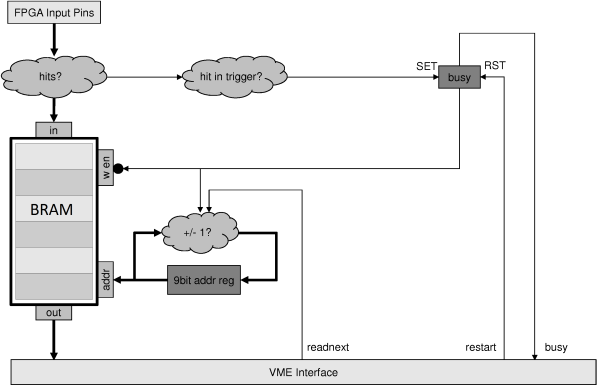 FPGA Input Pins
hits?
hit in trigger?
SET
busy
RST
in
w en
BRAM
+/- 1?
addr
9bit addr reg
out
readnext
restart
busy
VME Interface